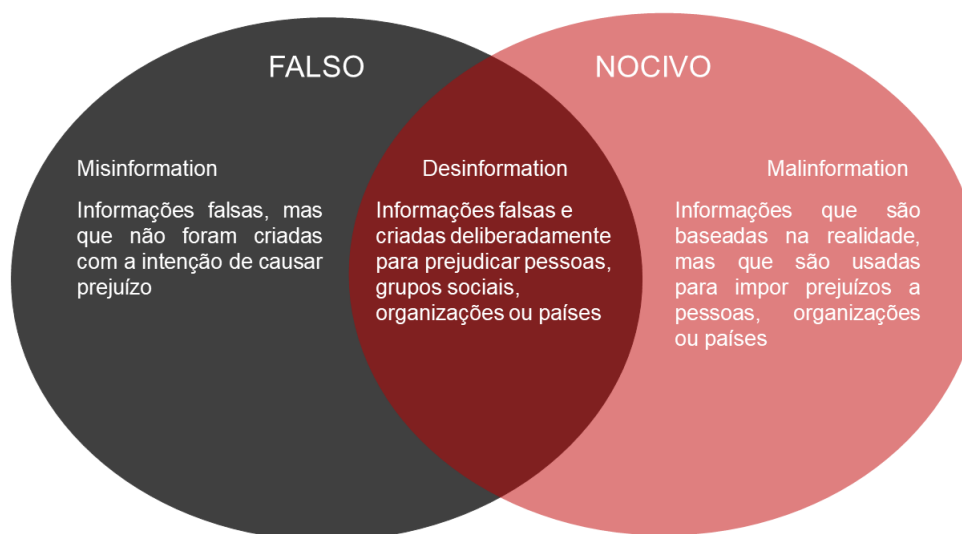 FALSO
NOCIVO
Misinformation
Informações falsas, mas
que não foram criadas
com a intenção de causar
prejuízo
Desinformation
Informações falsas e
criadas deliberadamente
para prejudicar pessoas,
grupos sociais,
organizações ou países
Malinformation
Informações que são
baseadas na realidade,
mas que são usadas
para impor prejuízos a
pessoas, organizações
ou países